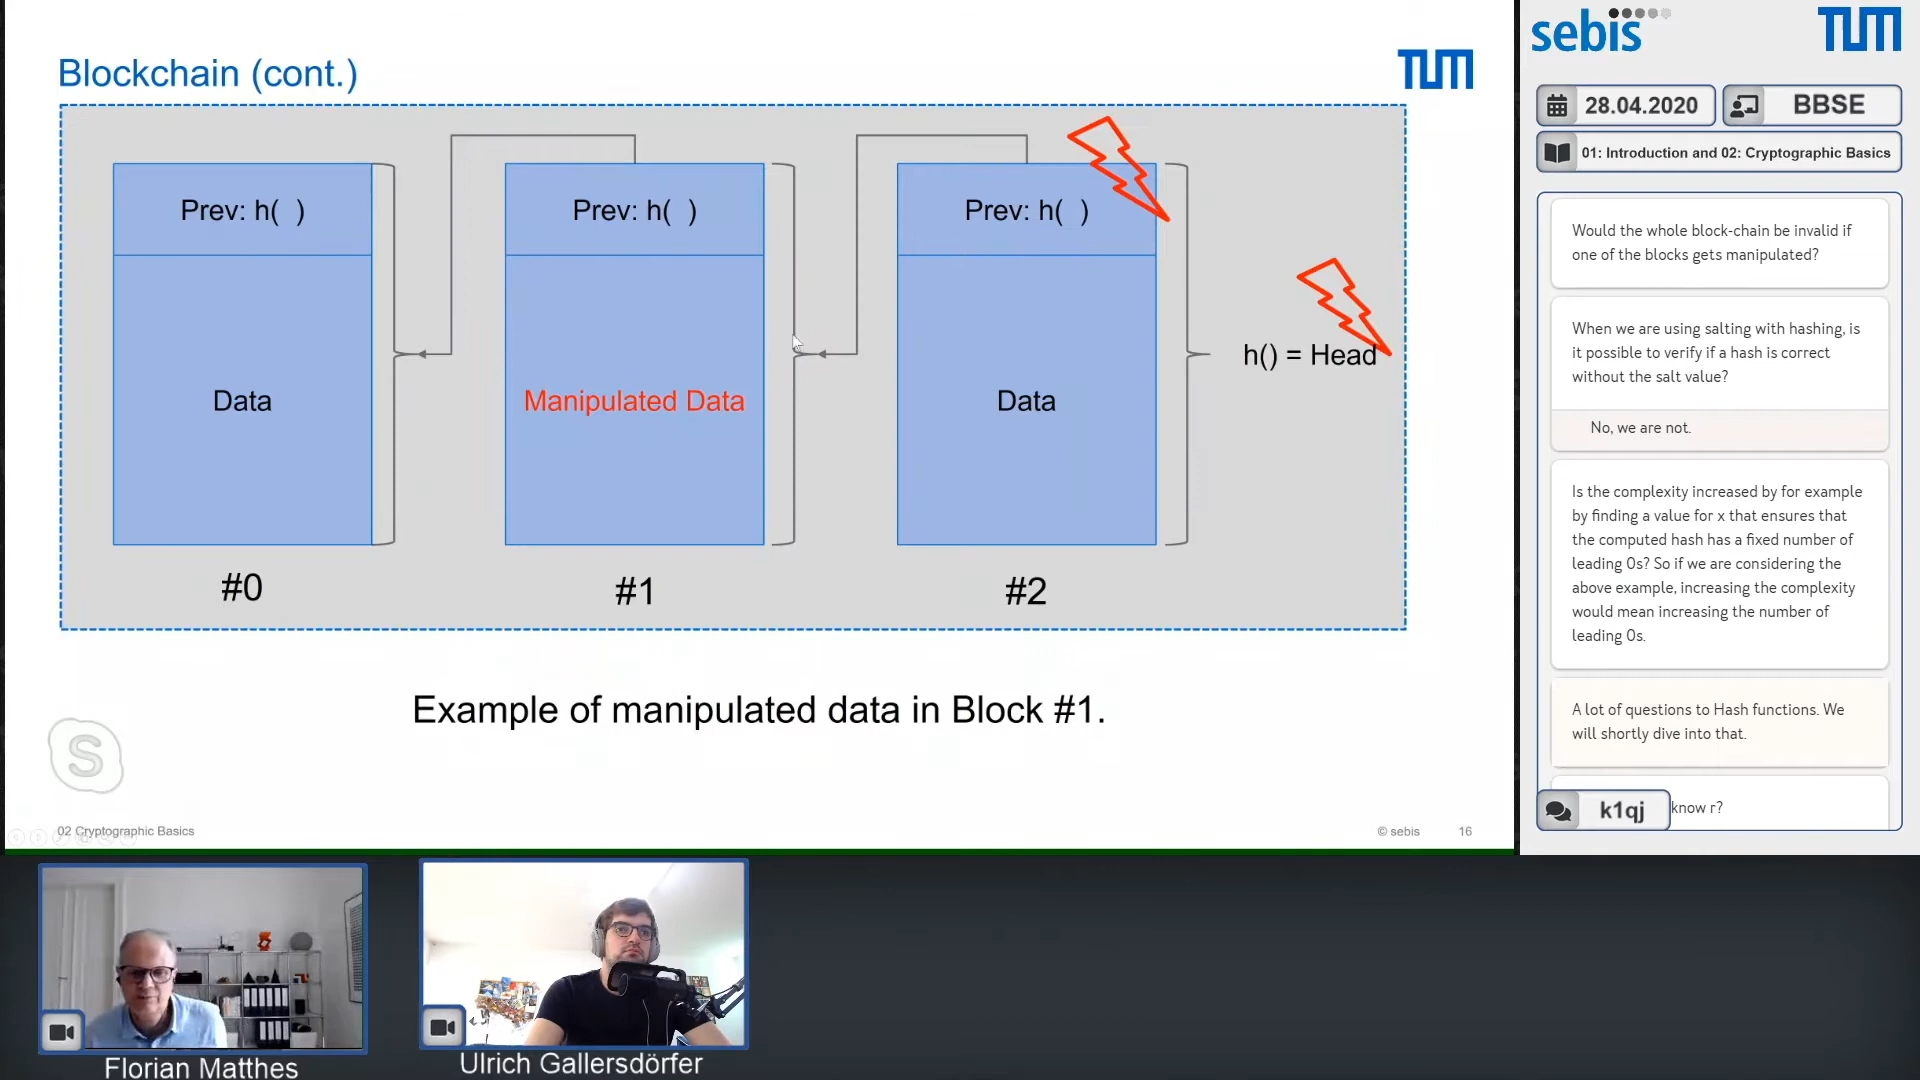 Blockchain (cont.)
TUM
Prev: h( )
Prev: h( )
Prev: h( )
h() = Head
Data
Manipulated Data
Data
#0
#1
#2
Example of manipulated data in Block #1.
S
02 Cryptographic Basics
© sebis
16
sebis
TUM
28.04.2020
BBSE
01: Introduction and 02: Cryptographic Basics
Would the whole block-chain be invalid if
one of the blocks gets manipulated?
When we are using salting with hashing, is
it possible to verify if a hash is correct
without the salt value?
No, we are not.
Is the complexity increased by for example
by finding a value for x that ensures that
the computed hash has a fixed number of
leading 0s? So if we are considering the
above example, increasing the complexity
would mean increasing the number of
leading 0s.
A lot of questions to Hash functions. We
will shortly dive into that.
k1qj
know r?
Florian Matthes
Ulrich Gallersdörfer